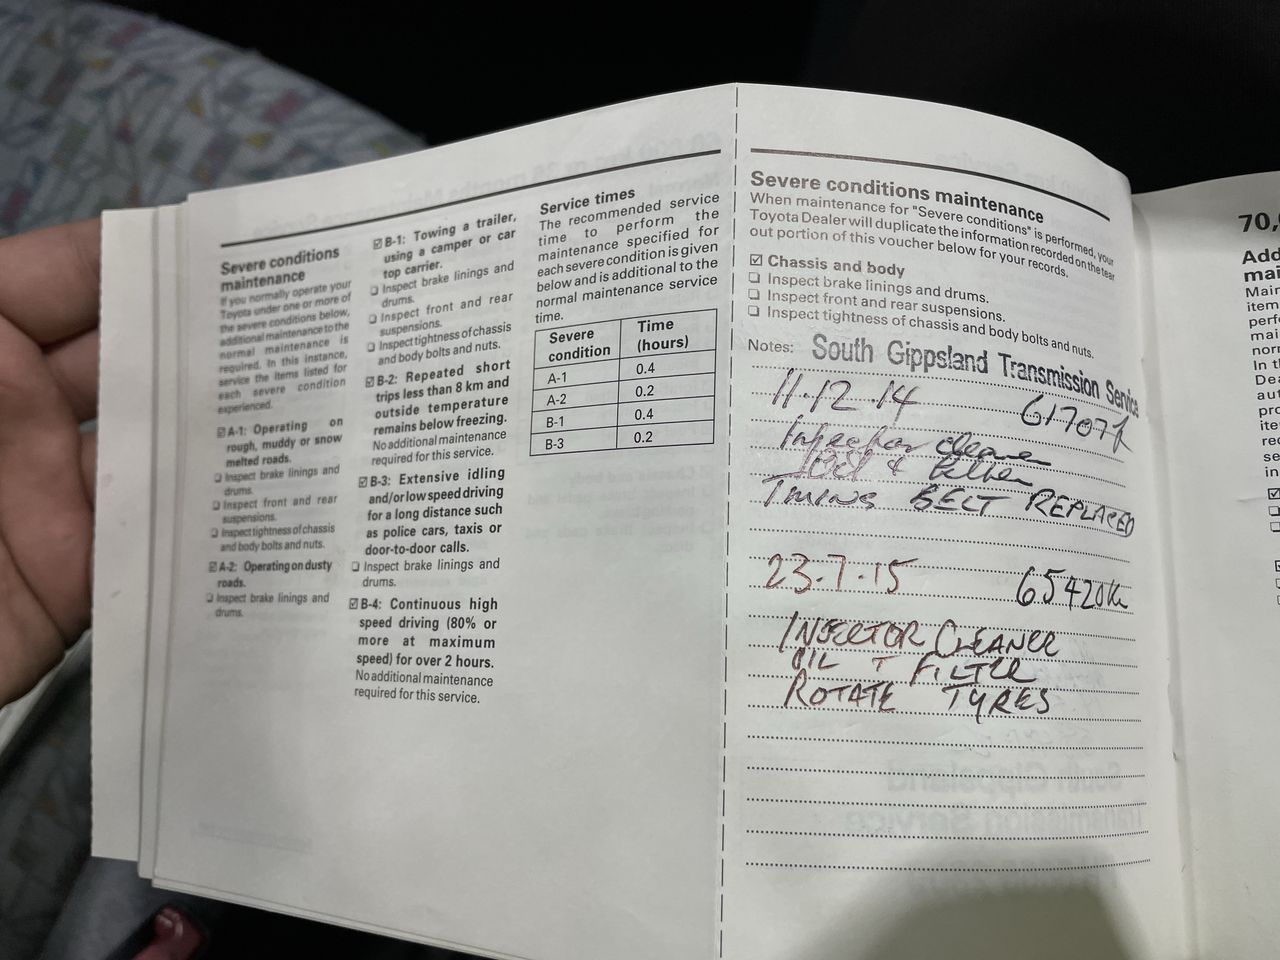 Severe conditions
maintenance
If you normally operate your
Toyota under one or more of
the severe conditions below,
additional maintenance to the
normal maintenance is
required. In this instance,
service the items listed for
each severe condition
experienced.
☑ A-1: Operating on
rough, muddy or snow
melted roads.
❏ Inspect brake linings and
drums.
❏ Inspect front and rear
suspensions.
❏ Inspect tightness of chassis
and body bolts and nuts.
☑ A-2: Operating on dusty
roads.
❏ Inspect brake linings and
drums.
☑ B-1: Towing a trailer,
using a camper or car
top carrier.
❏ Inspect brake linings and
drums.
❏ Inspect front and rear
suspensions.
❏ Inspect tightness of chassis
and body bolts and nuts.
☑ B-2: Repeated short
trips less than 8 km and
outside temperature
remains below freezing.
No additional maintenance
required for this service.
☑ B-3: Extensive idling
and/or low speed driving
for a long distance such
as police cars, taxis or
door-to-door calls.
❏ Inspect brake linings and
drums.
☑ B-4: Continuous high
speed driving (80% or
more at maximum
speed) for over 2 hours.
No additional maintenance
required for this service.
Service times
The recommended service
time to perform the
maintenance specified for
each severe condition is given
below and is additional to the
normal maintenance service
time.
Severe condition Time (hours)
A-1 0.4
A-2 0.2
B-1 0.4
B-3 0.2
Severe conditions maintenance
When maintenance for "Severe conditions" is performed, your
Toyota Dealer will duplicate the information recorded on the tear
out portion of this voucher below for your records.
☑ Chassis and body
❏ Inspect brake linings and drums.
❏ Inspect front and rear suspensions.
❏ Inspect tightness of chassis and body bolts and nuts.
Notes: South Gippsland Transmission Service
11.12.14 61707
Injector cleaner
TIMING BELT REPLACED
23.7.15 65420K
INJECTOR CLEANER
OIL + FILTER
ROTATE TYRES
70,